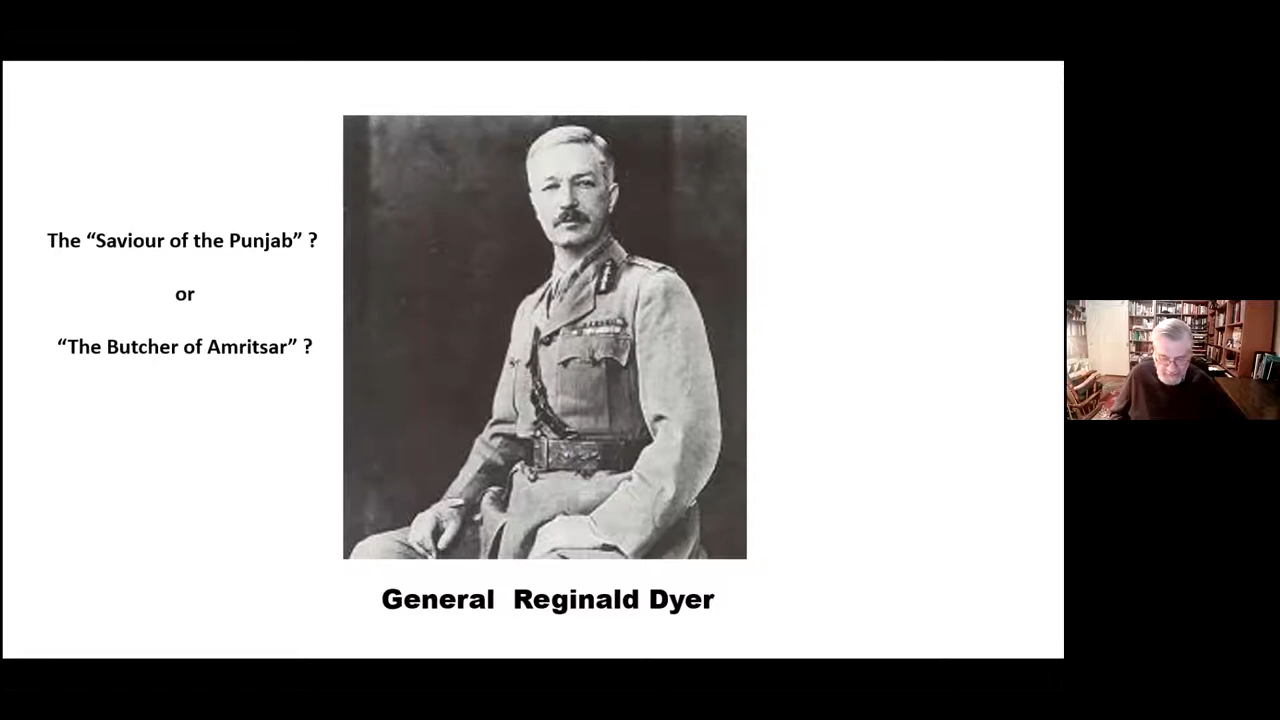 The “Saviour of the Punjab” ?
or
“The Butcher of Amritsar” ?
General Reginald Dyer